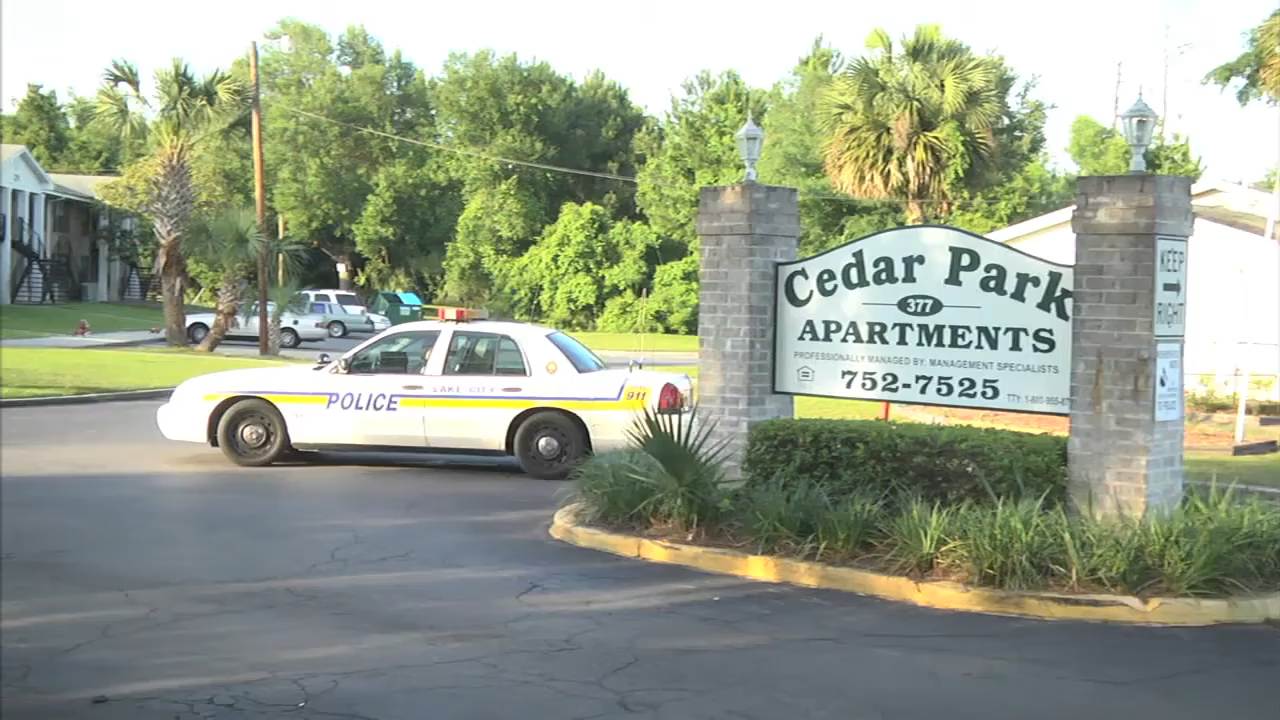 Cedar Park
377
APARTMENTS
PROFESSIONALLY MANAGED BY: MANAGEMENT SPECIALISTS
752-7525
KEEP
RIGHT
LAKE CITY
POLICE
911